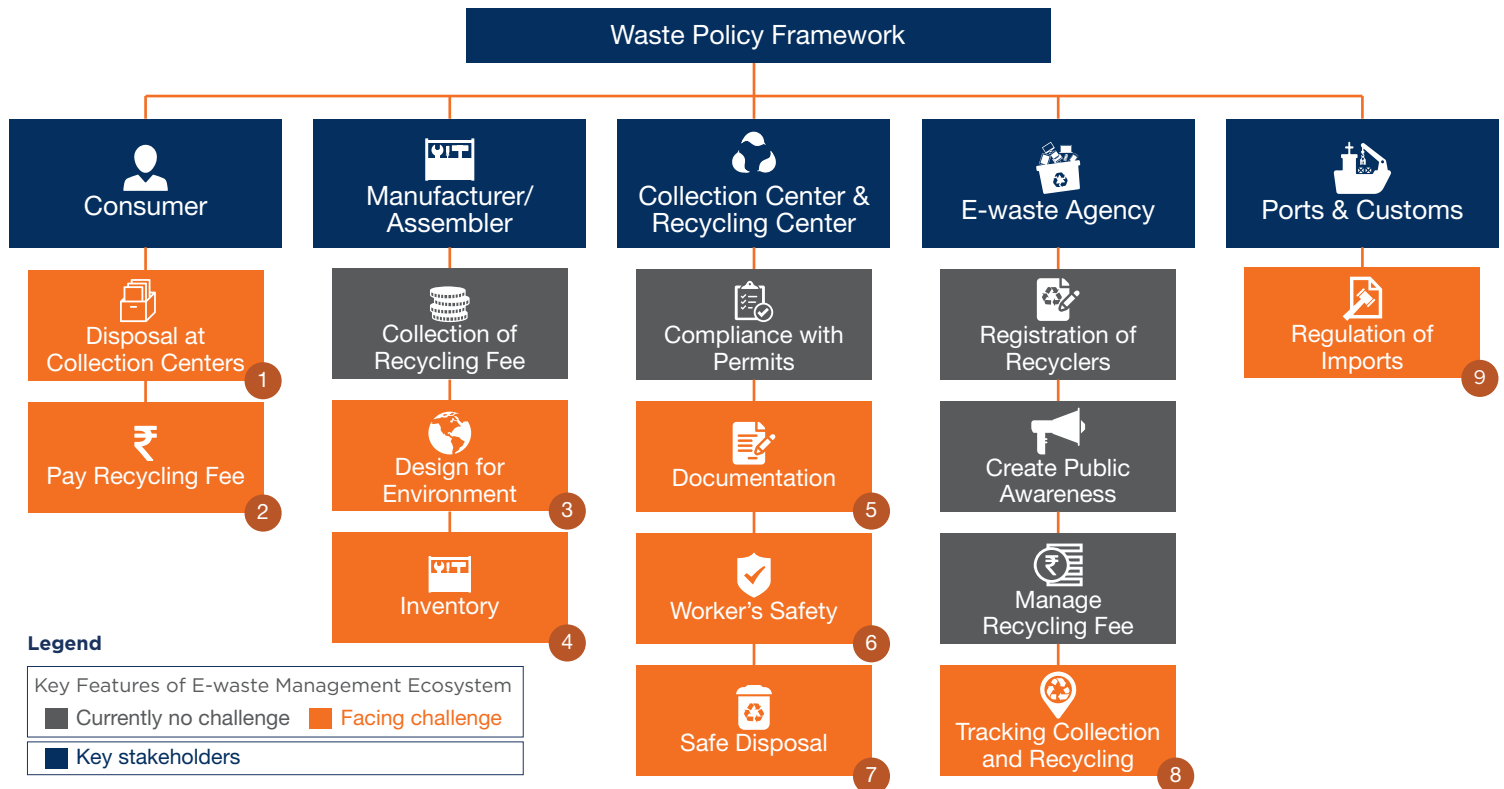 Waste Policy Framework
Consumer
Disposal at
Collection Centers
1
₹
Pay Recycling Fee
2
Manufacturer/
Assembler
Collection of
Recycling Fee
Design for
Environment
3
Inventory
4
Collection Center &
Recycling Center
Compliance with
Permits
Documentation
5
Worker’s Safety
6
Safe Disposal
7
E-waste Agency
Registration of
Recyclers
Create Public
Awareness
₹
Manage
Recycling Fee
Tracking Collection
and Recycling
8
Ports & Customs
Regulation of
Imports
9
Legend
Key Features of E-waste Management Ecosystem
Currently no challenge
Facing challenge
Key stakeholders